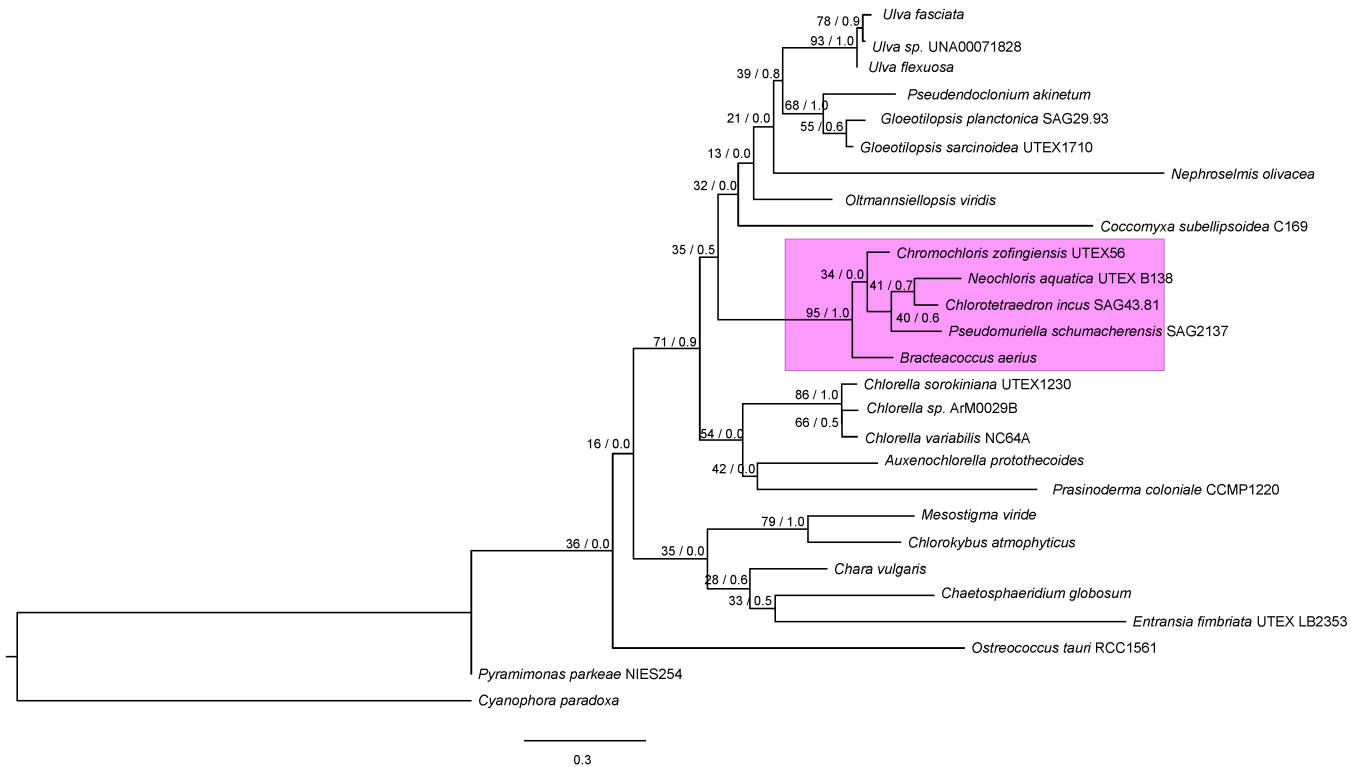 Ulva fasciata
78 / 0.9
93 / 1.0
Ulva sp. UNA00071828
Ulva flexuosa
39 / 0.8
Pseudendoclonium akinetum
68 / 1.0
21 / 0.0
Gloeotilopsis planctonica SAG29.93
55 / 0.6
Gloeotilopsis sarcinoidea UTEX1710
13 / 0.0
Nephroselmis olivacea
32 / 0.0
Oltmannsiellopsis viridis
Coccomyxa subellipsoidea C169
35 / 0.5
Chromochloris zofingiensis UTEX56
34 / 0.0
Neochloris aquatica UTEX B138
41 / 0.7
Chlorotetraedron incus SAG43.81
95 / 1.0
40 / 0.6
Pseudomuriella schumacherensis SAG2137
71 / 0.9
Bracteacoccus aerius
Chlorella sorokiniana UTEX1230
86 / 1.0
Chlorella sp. ArM0029B
66 / 0.5
54 / 0.0
Chlorella variabilis NC64A
16 / 0.0
Auxenochlorella protothecoides
42 / 0.0
Prasinoderma coloniale CCMP1220
Mesostigma viride
79 / 1.0
36 / 0.0
Chlorokybus atmophyticus
35 / 0.0
Chara vulgaris
28 / 0.6
Chaetosphaeridium globosum
33 / 0.5
Entransia fimbriata UTEX LB2353
Ostreococcus tauri RCC1561
Pyramimonas parkeae NIES254
Cyanophora paradoxa
0.3